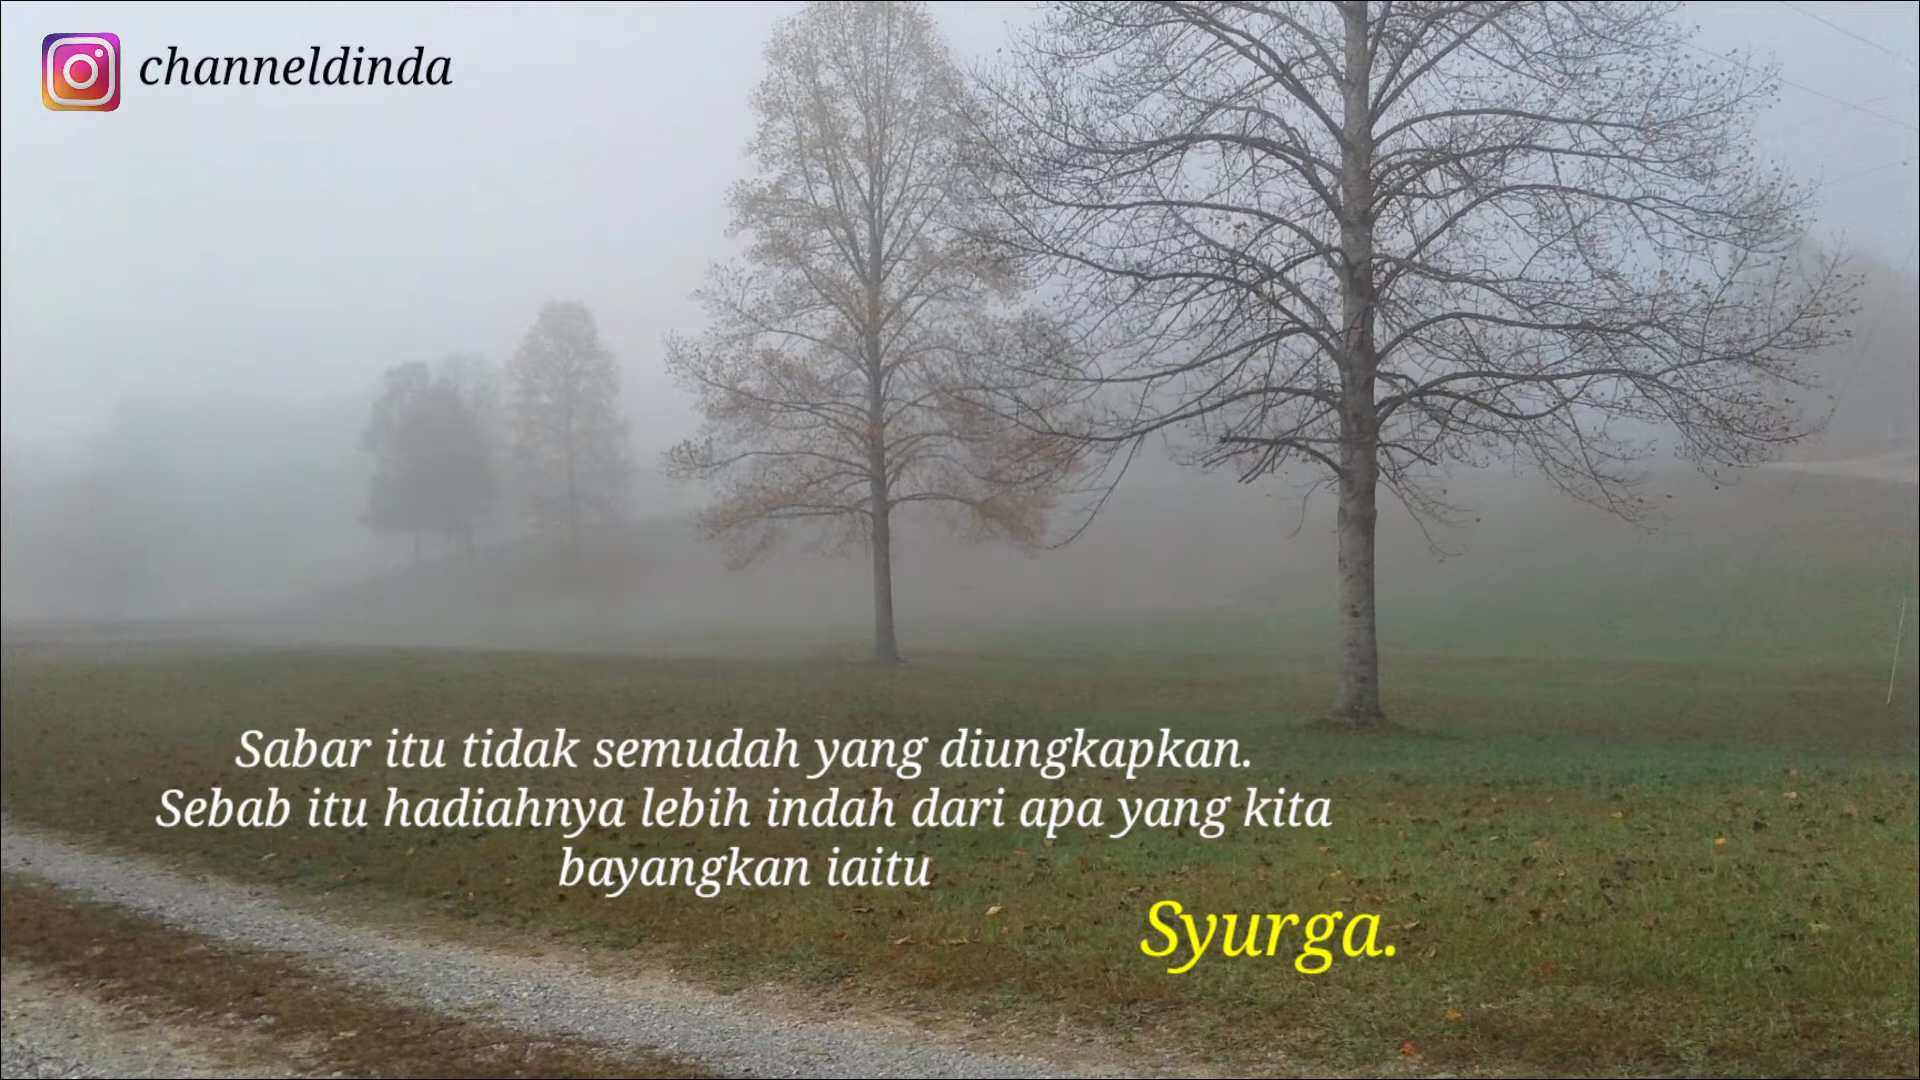 channeldinda
Sabar itu tidak semudah yang diungkapkan.
Sebab itu hadiahnya lebih indah dari apa yang kita
bayangkan iaitu
Syurga.